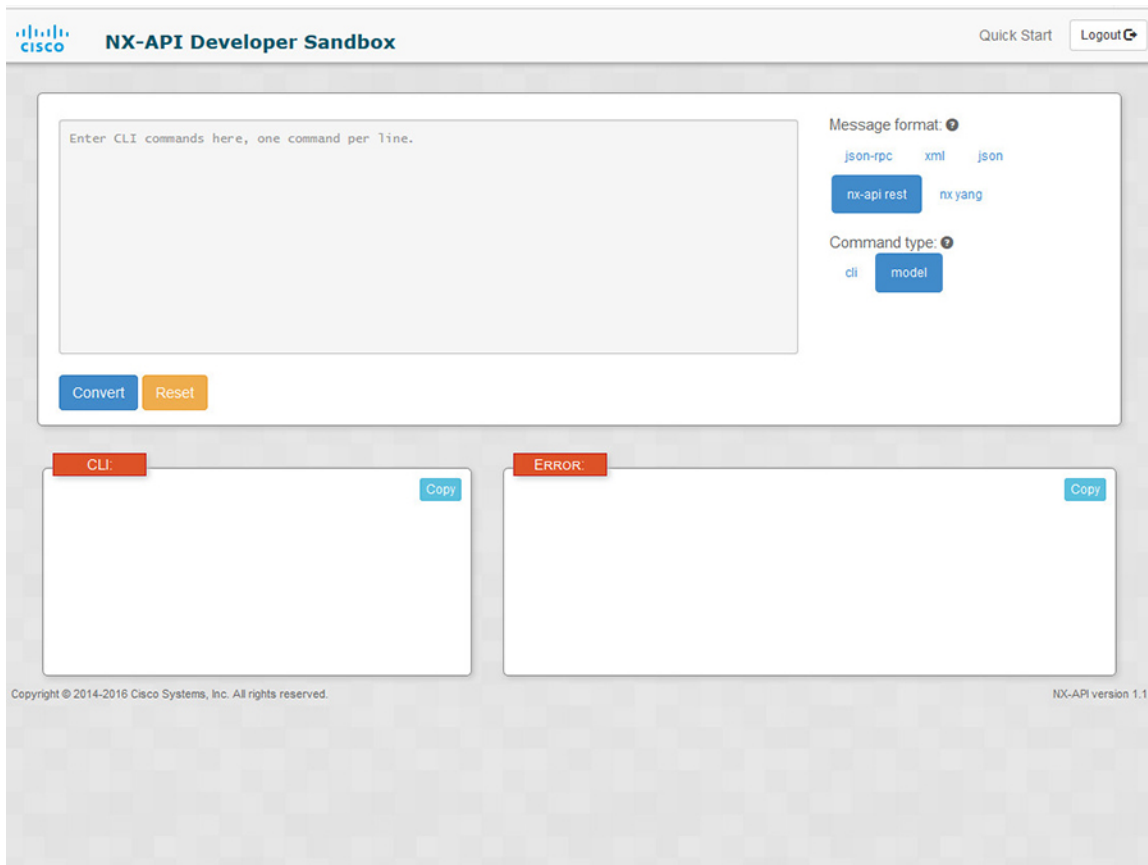 CISCO
NX-API Developer Sandbox
Quick Start
Logout
Enter CLI commands here, one command per line.
Message format:
json-rpc xml json
nx-api rest nx yang
Command type:
cli model
Convert Reset
CLI:
Copy
ERROR:
Copy
Copyright © 2014-2016 Cisco Systems, Inc. All rights reserved.
NX-API version 1.1